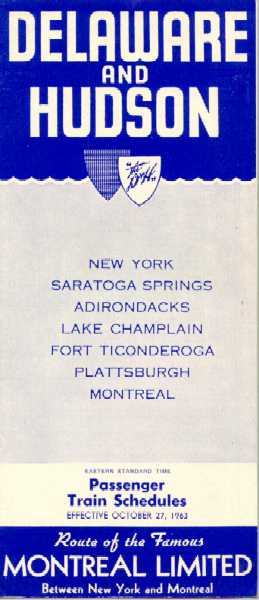 DELAWARE
AND
HUDSON
"The
D&H"
NEW YORK
SARATOGA SPRINGS
ADIRONDACKS
LAKE CHAMPLAIN
FORT TICONDEROGA
PLATTSBURGH
MONTREAL
EASTERN STANDARD TIME
Passenger
Train Schedules
EFFECTIVE OCTOBER 27, 1963
Route of the Famous
MONTREAL LIMITED
Between New York and Montreal